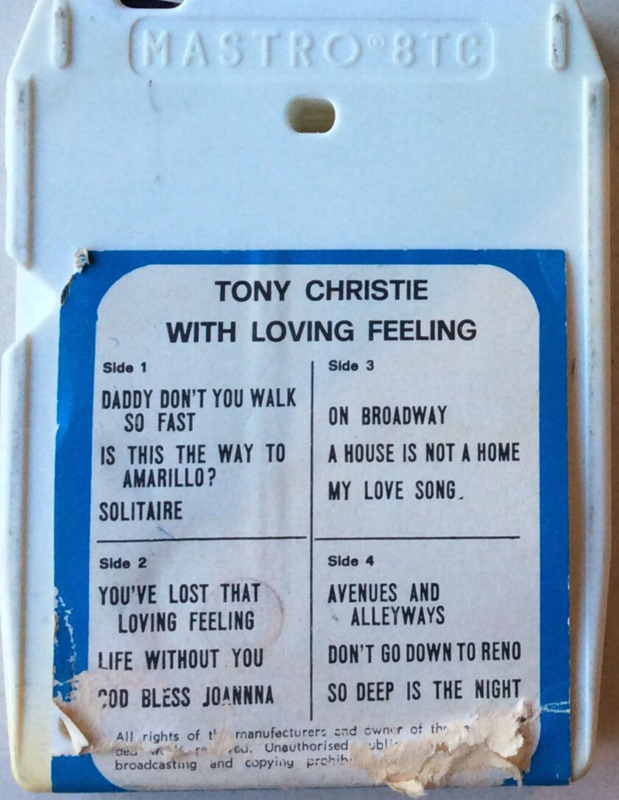 MASTRO® 8TC
TONY CHRISTIE
WITH LOVING FEELING
Side 1
DADDY DON'T YOU WALK
SO FAST
IS THIS THE WAY TO
AMARILLO?
SOLITAIRE
Side 2
YOU'VE LOST THAT
LOVING FEELING
LIFE WITHOUT YOU
GOD BLESS JOANNNA
Side 3
ON BROADWAY
A HOUSE IS NOT A HOME
MY LOVE SONG.
Side 4
AVENUES AND
ALLEYWAYS
DON'T GO DOWN TO RENO
SO DEEP IS THE NIGHT
All rights of manufacturers and owner of
Unauthorised
broadcasting and copying